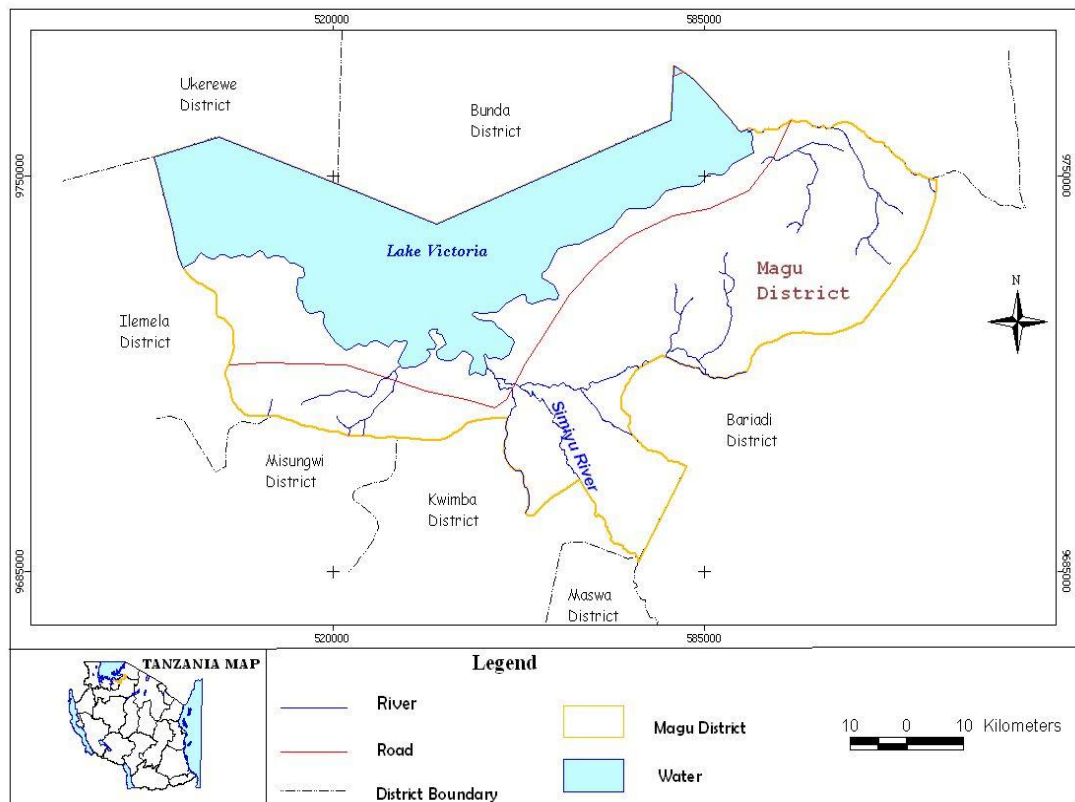 520000
585000
Ukerewe
District
Bunda
District
9750000
9750000
Lake Victoria
Magu
District
N
Ilemela
District
Simiyu River
Bariadi
District
Misungwi
District
Kwimba
District
9685000
9685000
Maswa
District
520000
585000
TANZANIA MAP
Legend
River
Road
District Boundary
Magu District
Water
10 0 10 Kilometers